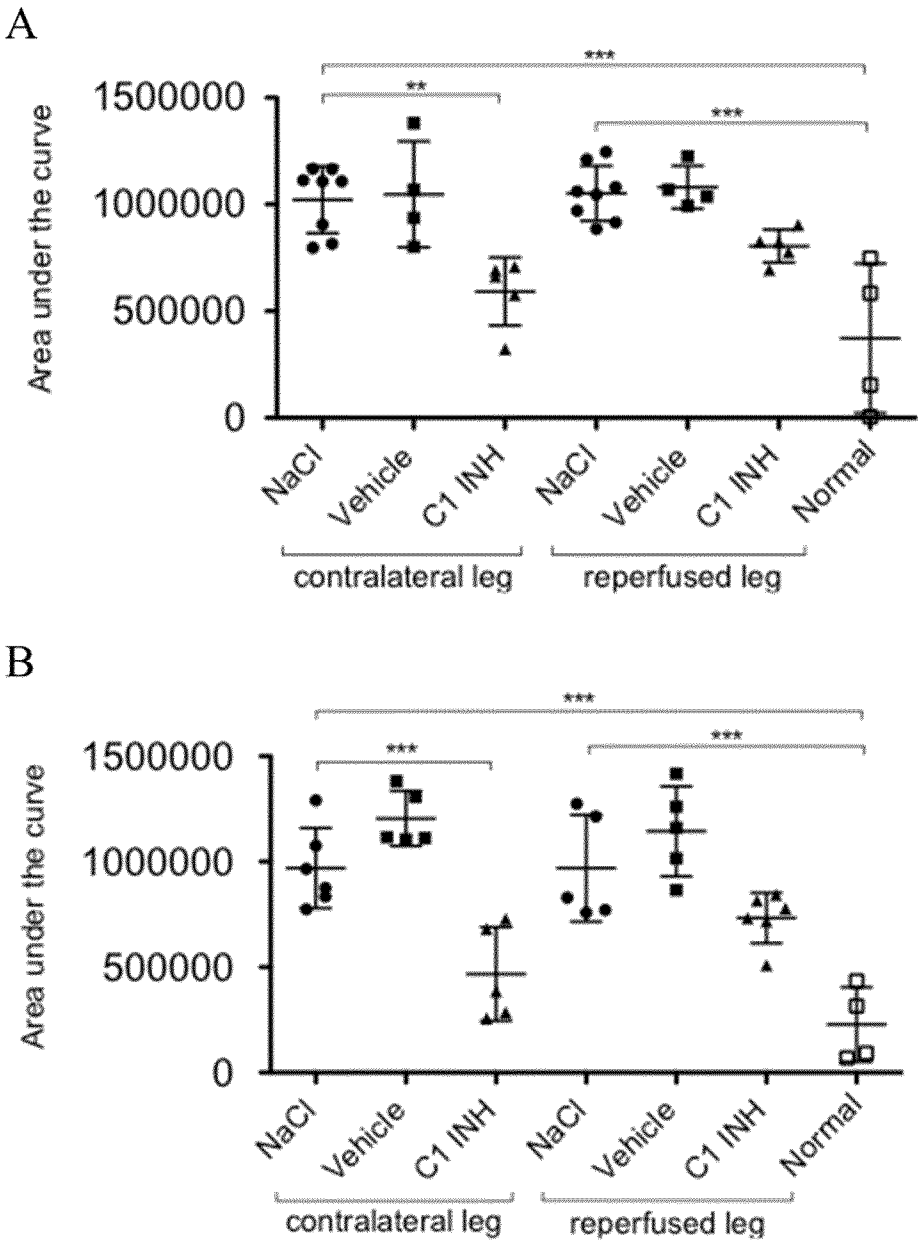 A
***
**
***
Area under the curve
1500000
1000000
500000
0
NaCl
Vehicle
C1 INH
NaCl
Vehicle
C1 INH
Normal
contralateral leg
reperfused leg
B
***
***
***
Area under the curve
1500000
1000000
500000
0
NaCl
Vehicle
C1 INH
NaCl
Vehicle
C1 INH
Normal
contralateral leg
reperfused leg